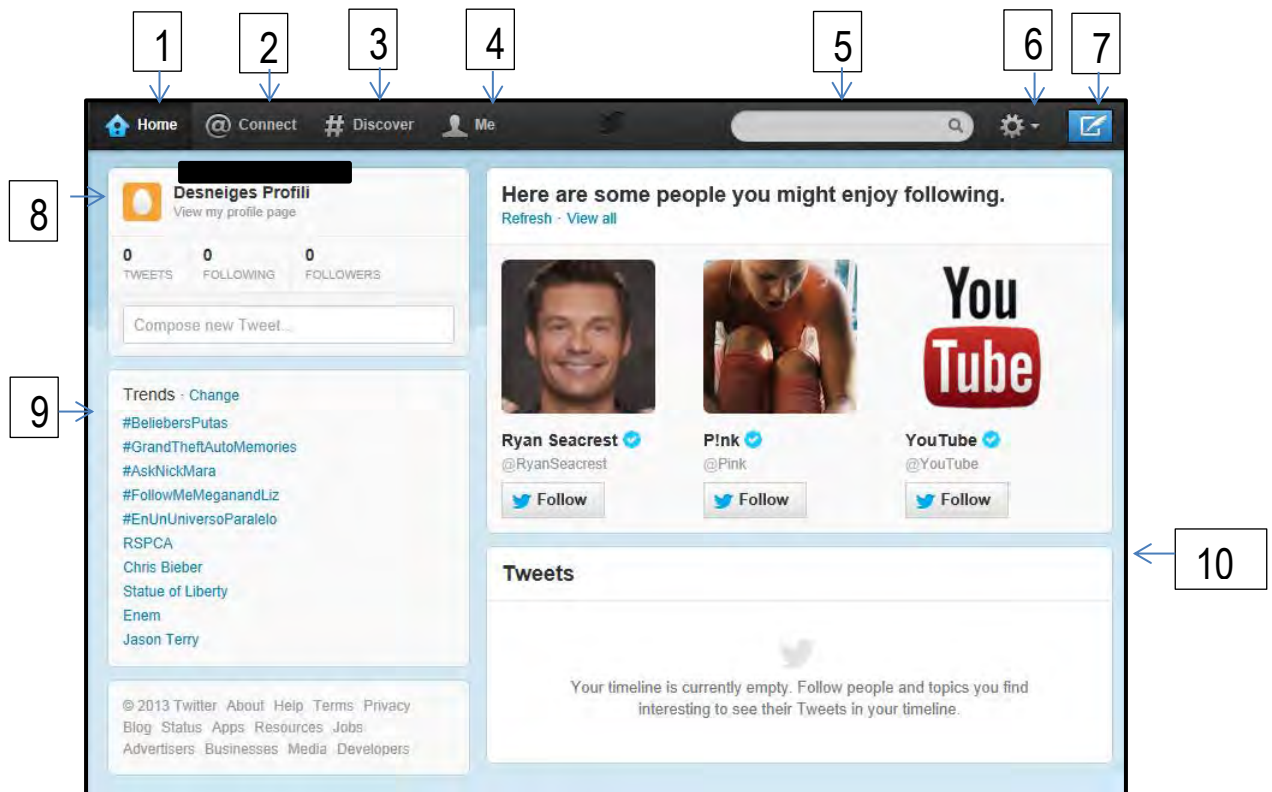 1 2 3 4 5 6 7
Home @ Connect # Discover Me
8
Desneiges Profili
View my profile page
0 0 0
TWEETS FOLLOWING FOLLOWERS
Compose new Tweet...
9
Trends · Change
#BeliebersPutas
#GrandTheftAutoMemories
#AskNickMara
#FollowMeMeganandLiz
#EnUnUniversoParalelo
RSPCA
Chris Bieber
Statue of Liberty
Enem
Jason Terry
© 2013 Twitter About Help Terms Privacy
Blog Status Apps Resources Jobs
Advertisers Businesses Media Developers
Here are some people you might enjoy following.
Refresh · View all
You
Tube
Ryan Seacrest P!nk YouTube
@RyanSeacrest @Pink @YouTube
Follow Follow Follow
10
Tweets
Your timeline is currently empty. Follow people and topics you find
interesting to see their Tweets in your timeline.